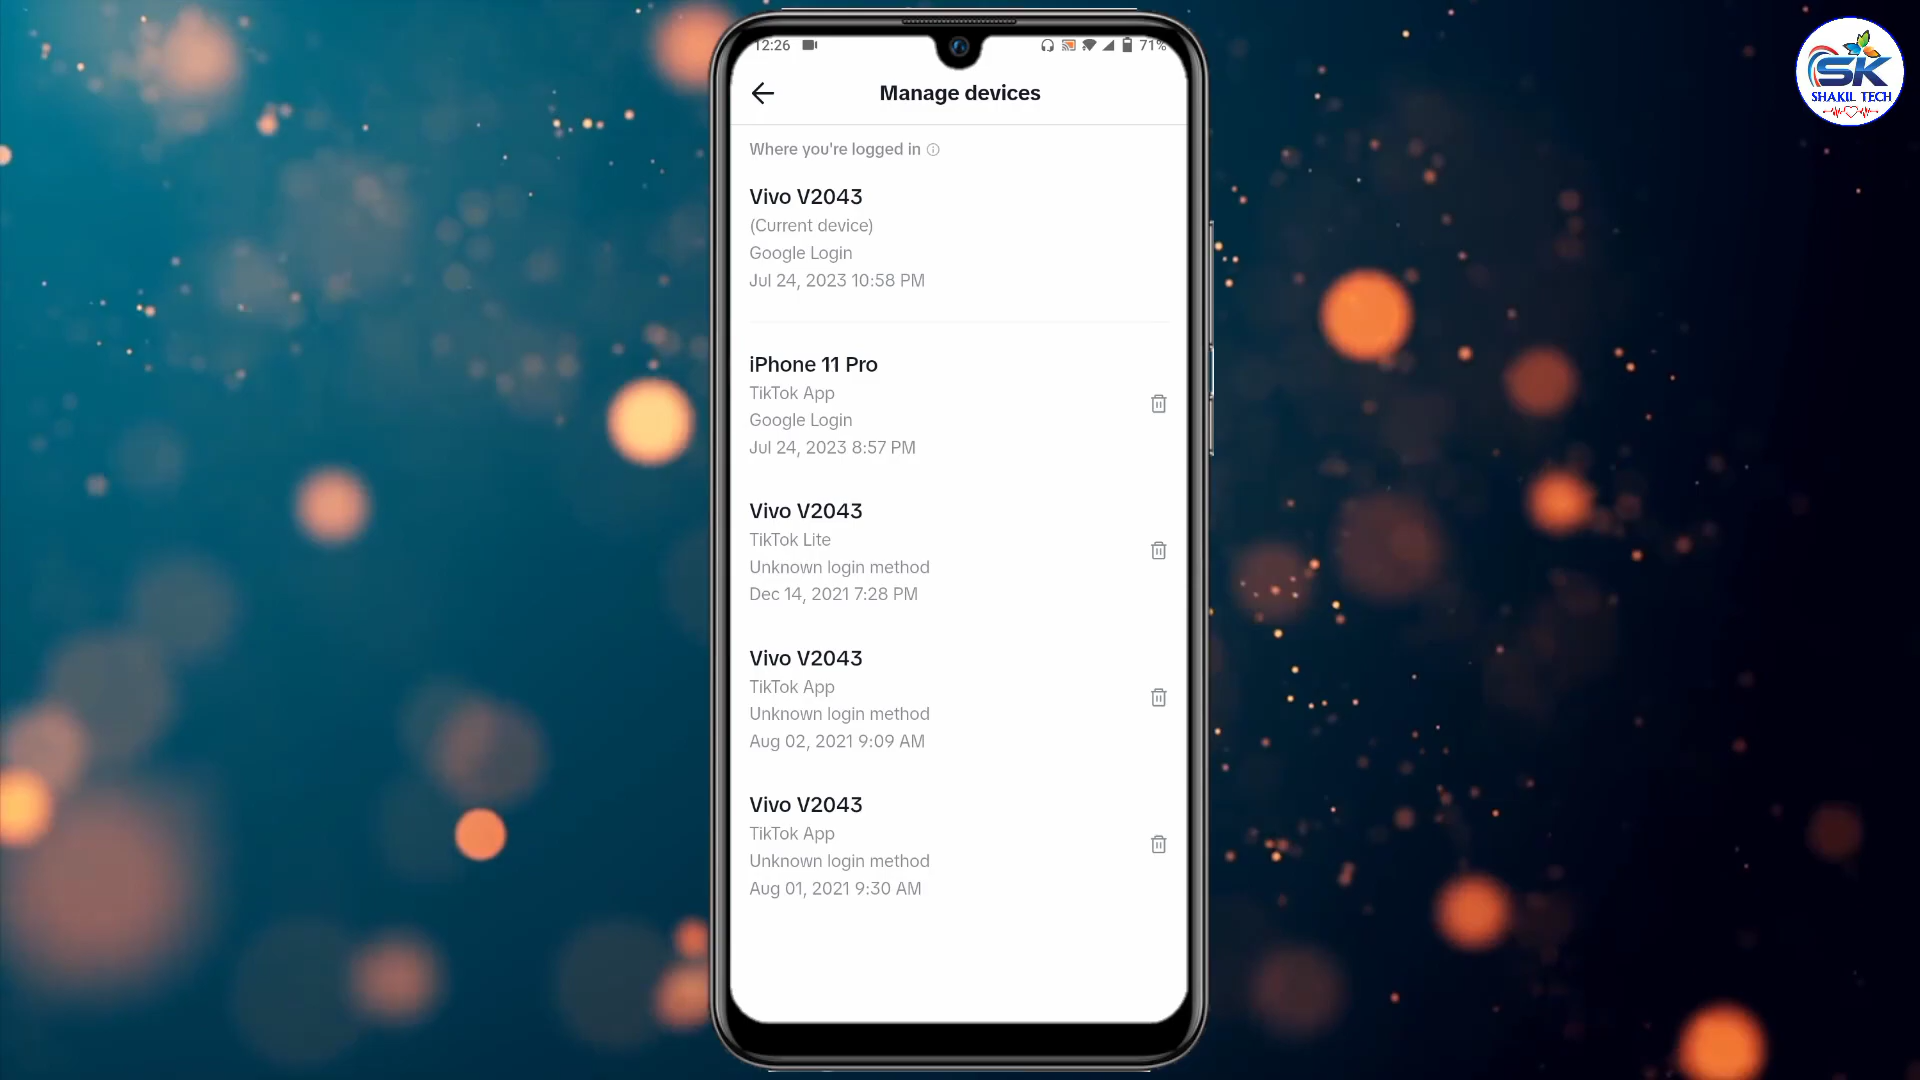 12:26
71%
SK
SHAKIL TECH
Manage devices
Where you're logged in
Vivo V2043
(Current device)
Google Login
Jul 24, 2023 10:58 PM
iPhone 11 Pro
TikTok App
Google Login
Jul 24, 2023 8:57 PM
Vivo V2043
TikTok Lite
Unknown login method
Dec 14, 2021 7:28 PM
Vivo V2043
TikTok App
Unknown login method
Aug 02, 2021 9:09 AM
Vivo V2043
TikTok App
Unknown login method
Aug 01, 2021 9:30 AM